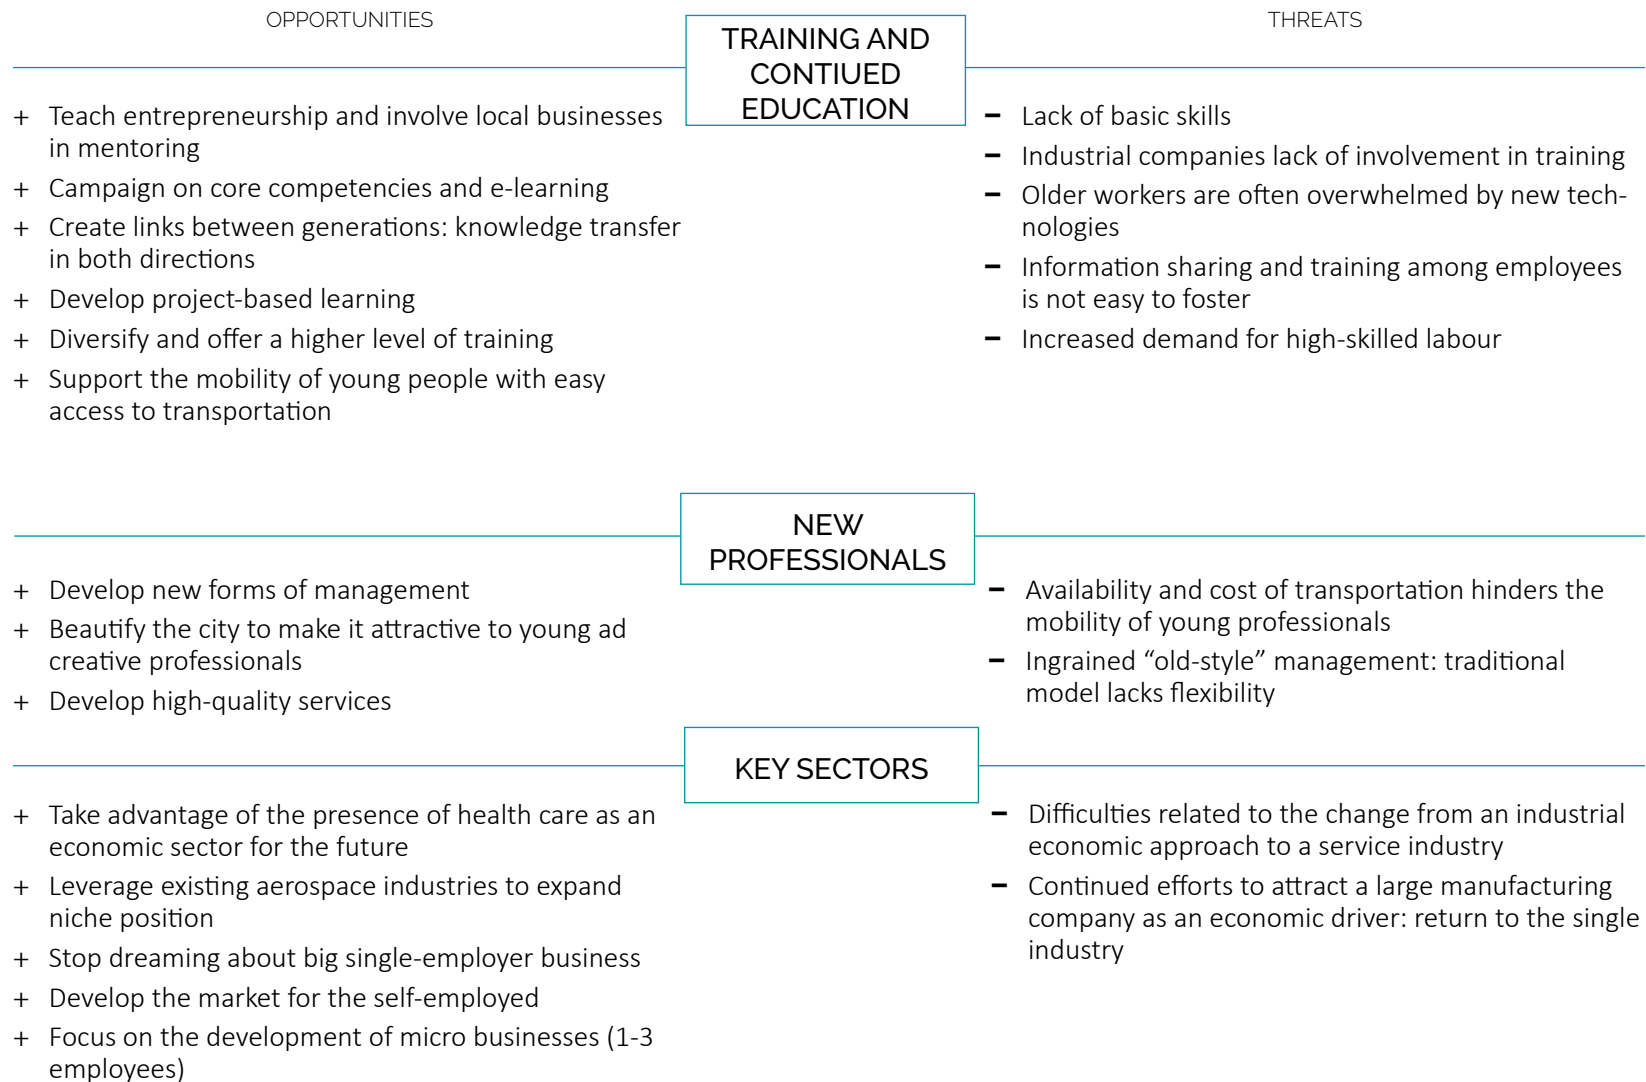 OPPORTUNITIES
THREATS
TRAINING AND
CONTIUED
EDUCATION
+ Teach entrepreneurship and involve local businesses
in mentoring
+ Campaign on core competencies and e-learning
+ Create links between generations: knowledge transfer
in both directions
+ Develop project-based learning
+ Diversify and offer a higher level of training
+ Support the mobility of young people with easy
access to transportation
– Lack of basic skills
– Industrial companies lack of involvement in training
– Older workers are often overwhelmed by new tech-
nologies
– Information sharing and training among employees
is not easy to foster
– Increased demand for high-skilled labour
NEW
PROFESSIONALS
+ Develop new forms of management
+ Beautify the city to make it attractive to young ad
creative professionals
+ Develop high-quality services
– Availability and cost of transportation hinders the
mobility of young professionals
– Ingrained “old-style” management: traditional
model lacks flexibility
KEY SECTORS
+ Take advantage of the presence of health care as an
economic sector for the future
+ Leverage existing aerospace industries to expand
niche position
+ Stop dreaming about big single-employer business
+ Develop the market for the self-employed
+ Focus on the development of micro businesses (1-3
employees)
– Difficulties related to the change from an industrial
economic approach to a service industry
– Continued efforts to attract a large manufacturing
company as an economic driver: return to the single
industry